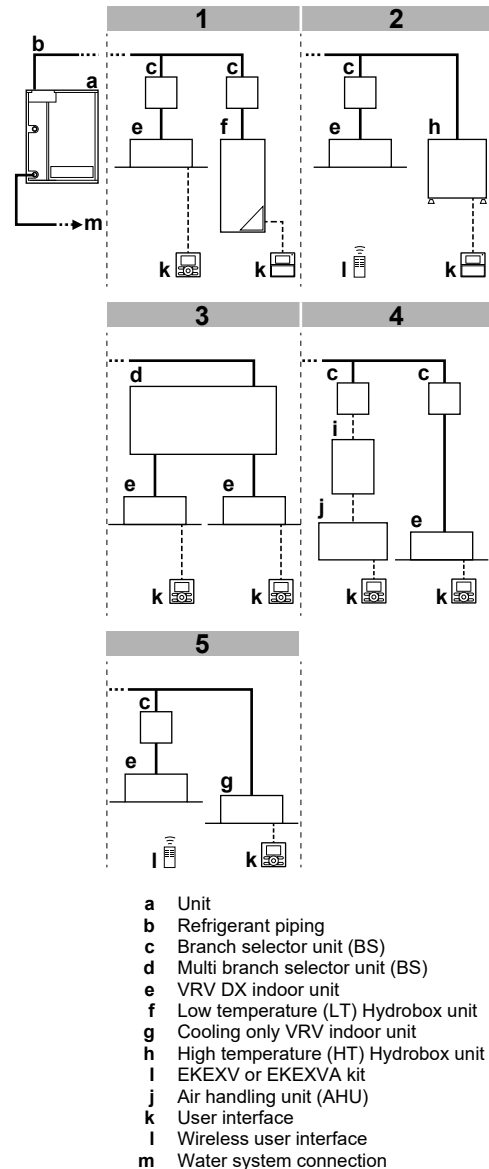 1 2
b c c c
a
e f e h
m
k k l k
3 4
d c c
i
e e j e
k k k k
5
c
e g
l k
a Unit
b Refrigerant piping
c Branch selector unit (BS)
d Multi branch selector unit (BS)
e VRV DX indoor unit
f Low temperature (LT) Hydrobox unit
g Cooling only VRV indoor unit
h High temperature (HT) Hydrobox unit
I EKEXV or EKEXVA kit
j Air handling unit (AHU)
k User interface
l Wireless user interface
m Water system connection